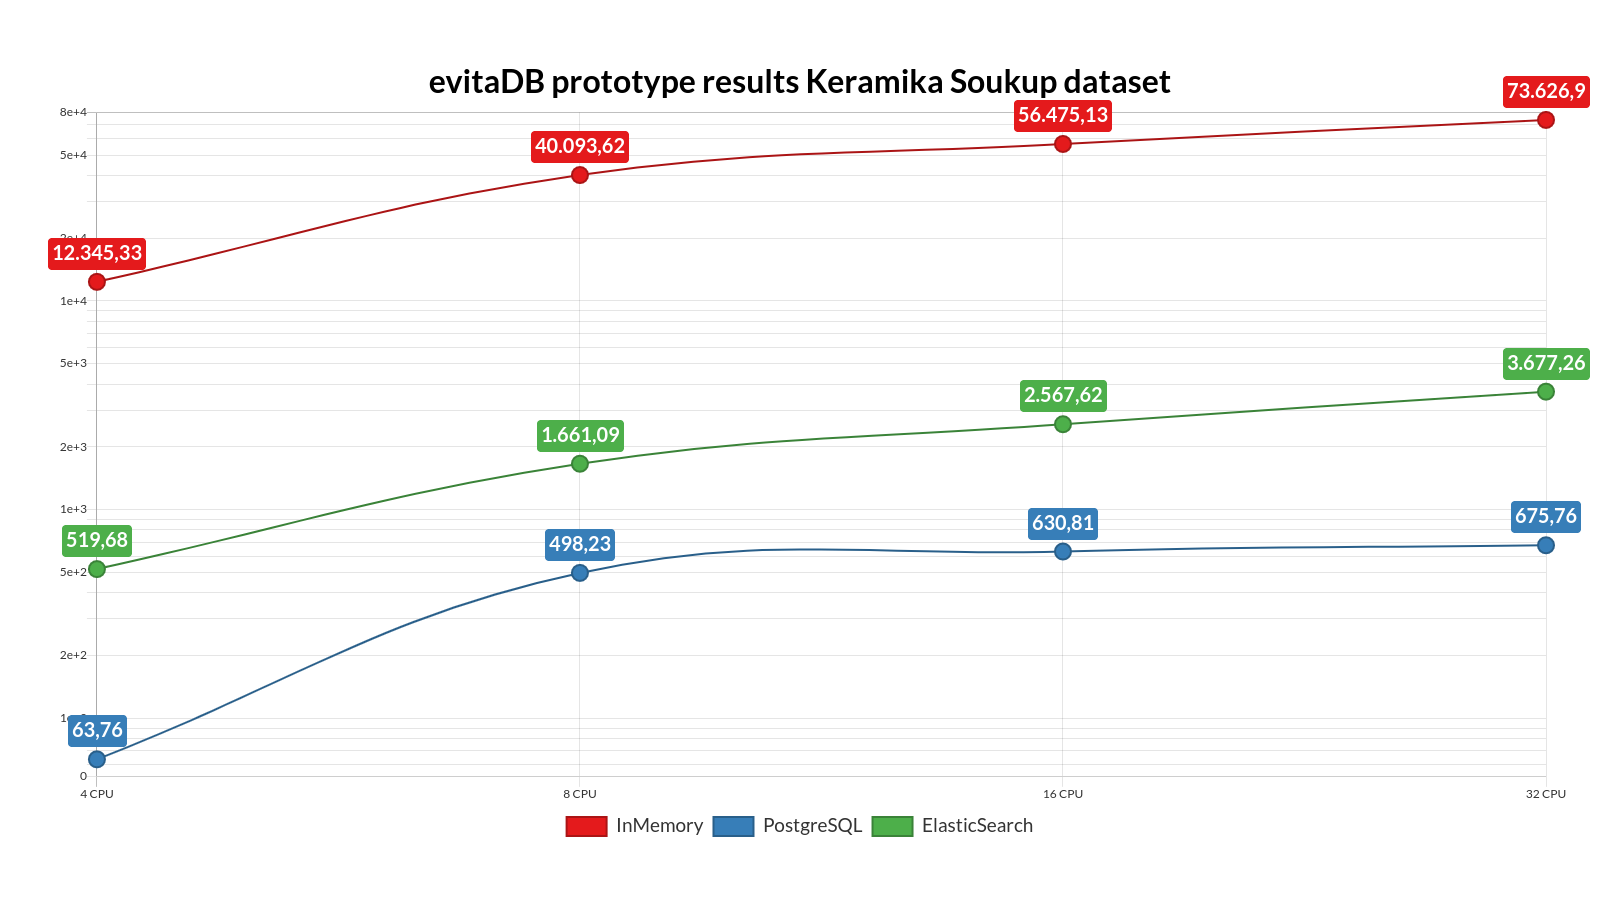 evitaDB prototype results Keramika Soukup dataset
73.626,9
8e+4
56.475,13
40.093,62
5e+4
12.345,33
1e+4
5e+3
3.677,26
2.567,62
1.661,09
2e+3
1e+3
519,68
498,23
630,81
675,76
5e+2
2e+2
63,76
0
4 CPU
8 CPU
16 CPU
32 CPU
InMemory
PostgreSQL
ElasticSearch